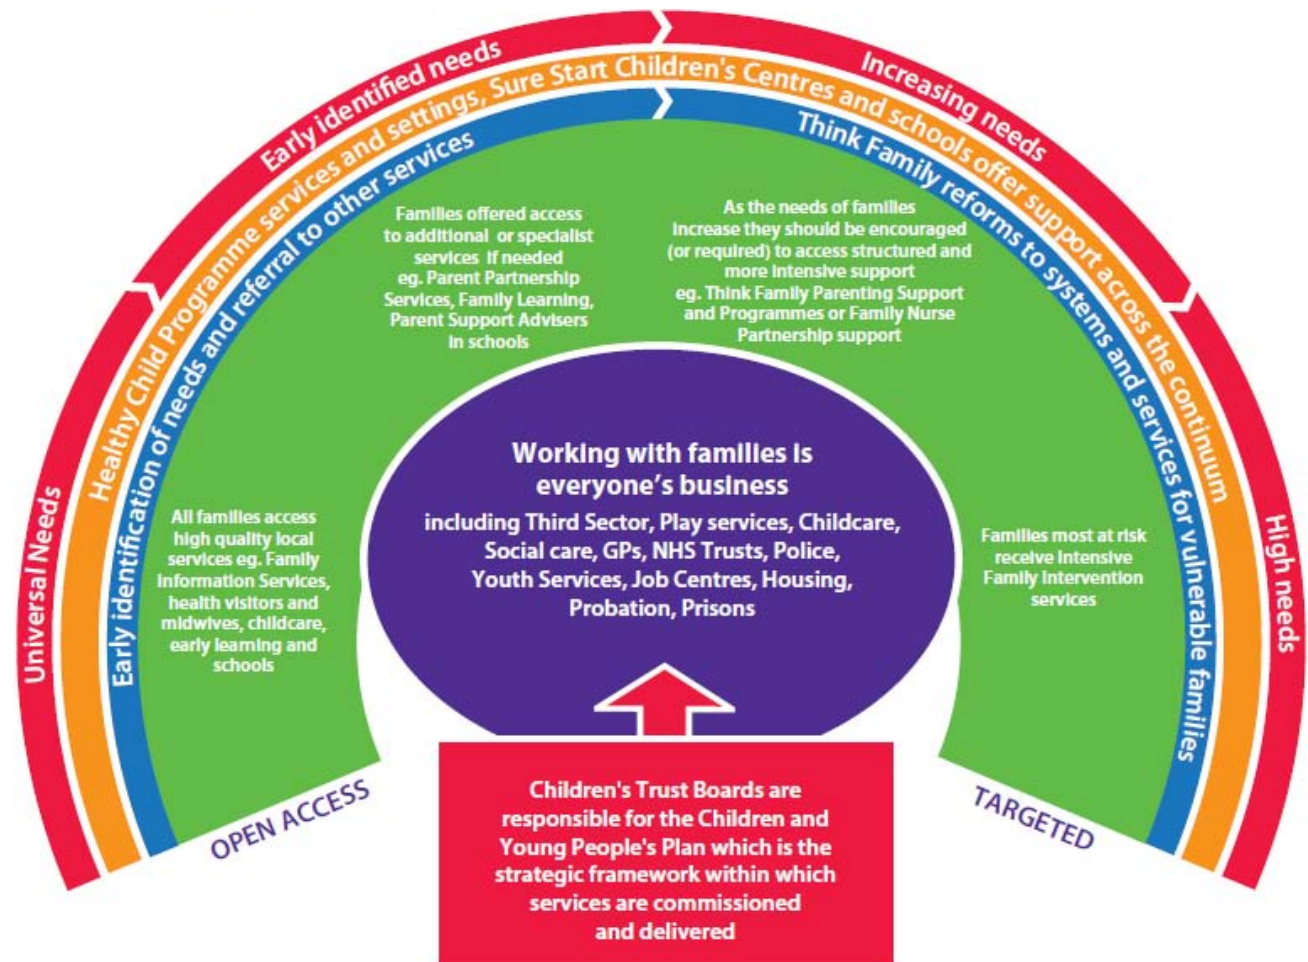 Universal Needs
Early identified needs
Increasing needs
High needs
Healthy Child Programme services and settings, Sure Start Children's Centres and schools offer support across the continuum
Early identification of needs and referral to other services
Think Family reforms to systems and services for vulnerable families
All families access
high quality local
services eg. Family
Information Services,
health visitors and
midwives, childcare,
early learning and
schools
Families offered access
to additional or specialist
services if needed
eg. Parent Partnership
Services, Family Learning,
Parent Support Advisers
in schools
As the needs of families
increase they should be encouraged
(or required) to access structured and
more intensive support
eg. Think Family Parenting Support
and Programmes or Family Nurse
Partnership support
Families most at risk
receive Intensive
Family Intervention
services
Working with families is
everyone's business
including Third Sector, Play services, Childcare,
Social care, GPs, NHS Trusts, Police,
Youth Services, Job Centres, Housing,
Probation, Prisons
OPEN ACCESS
TARGETED
Children's Trust Boards are
responsible for the Children and
Young People's Plan which is the
strategic framework within which
services are commissioned
and delivered